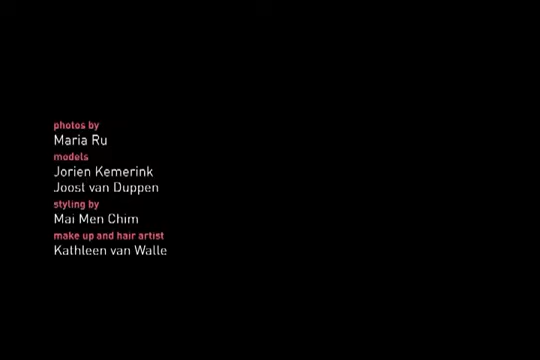 photos by
Maria Ru
models
Jorien Kemerink
Joost van Duppen
styling by
Mai Men Chim
make up and hair artist
Kathleen van Walle